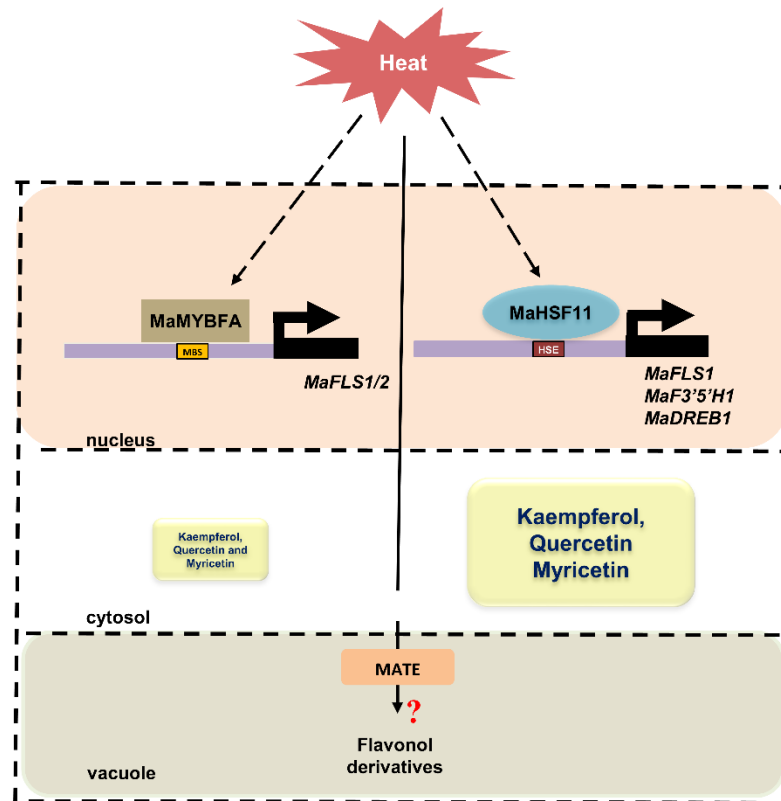 Heat
MaMYBFA
MBS
MaFLS1/2
MaHSF11
HSE
MaFLS1
MaF3'5'H1
MaDREB1
nucleus
Kaempferol,
Quercetin and
Myricetin
Kaempferol,
Quercetin
Myricetin
cytosol
MATE
?
Flavonol
derivatives
vacuole